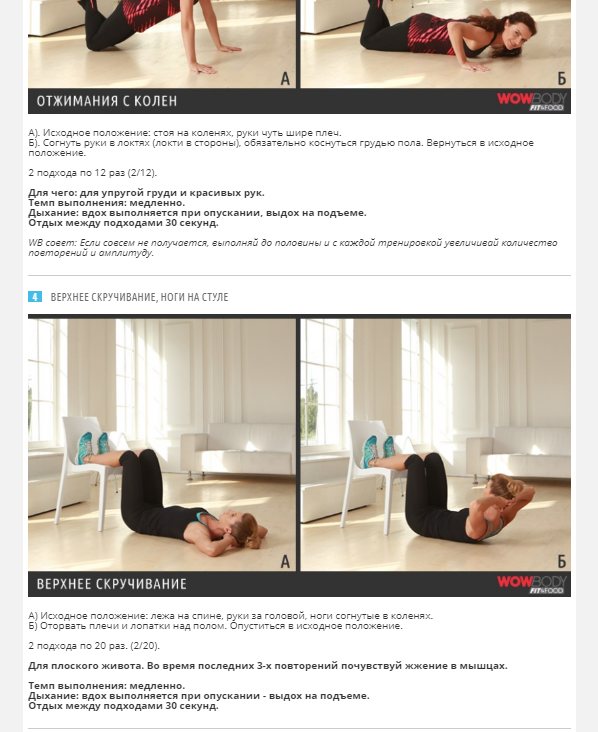 А
Б
ОТЖИМАНИЯ С КОЛЕН
WOWBODY
FIT&FOOD
А). Исходное положение: стоя на коленях, руки чуть шире плеч.
Б). Согнуть руки в локтях (локти в стороны), обязательно коснуться грудью пола. Вернуться в исходное
положение.
2 подхода по 12 раз (2/12).
Для чего: для упругой груди и красивых рук.
Темп выполнения: медленно.
Дыхание: вдох выполняется при опускании, выдох на подъеме.
Отдых между подходами 30 секунд.
WB совет: Если совсем не получается, выполняй до половины и с каждой тренировкой увеличивай количество
повторений и амплитуду.
4 ВЕРХНЕЕ СКРУЧИВАНИЕ, НОГИ НА СТУЛЕ
А
Б
ВЕРХНЕЕ СКРУЧИВАНИЕ
WOWBODY
FIT&FOOD
А) Исходное положение: лежа на спине, руки за головой, ноги согнутые в коленях.
Б) Оторвать плечи и лопатки над полом. Опуститься в исходное положение.
2 подхода по 20 раз. (2/20).
Для плоского живота. Во время последних 3-х повторений почувствуй жжение в мышцах.
Темп выполнения: медленно.
Дыхание: вдох выполняется при опускании - выдох на подъеме.
Отдых между подходами 30 секунд.